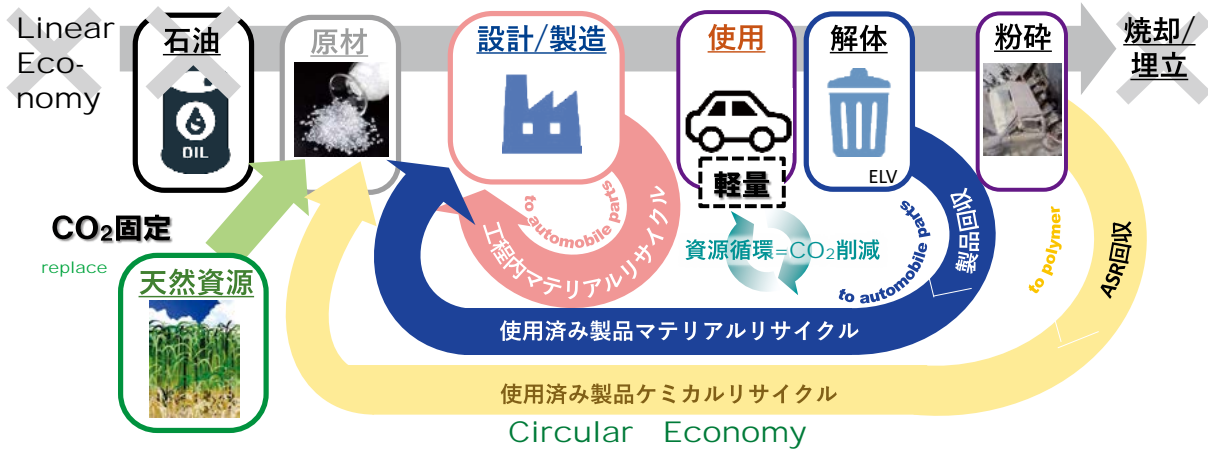 Linear
Eco-
nomy
石油
OIL
原材
設計/製造
使用
軽量
解体
ELV
粉砕
焼却/
埋立
CO₂固定
replace
天然資源
to automobile parts
工程内マテリアルリサイクル
資源循環=CO₂削減
to automobile parts
製品回収
to polymer
ASR回収
使用済み製品マテリアルリサイクル
使用済み製品ケミカルリサイクル
Circular Economy